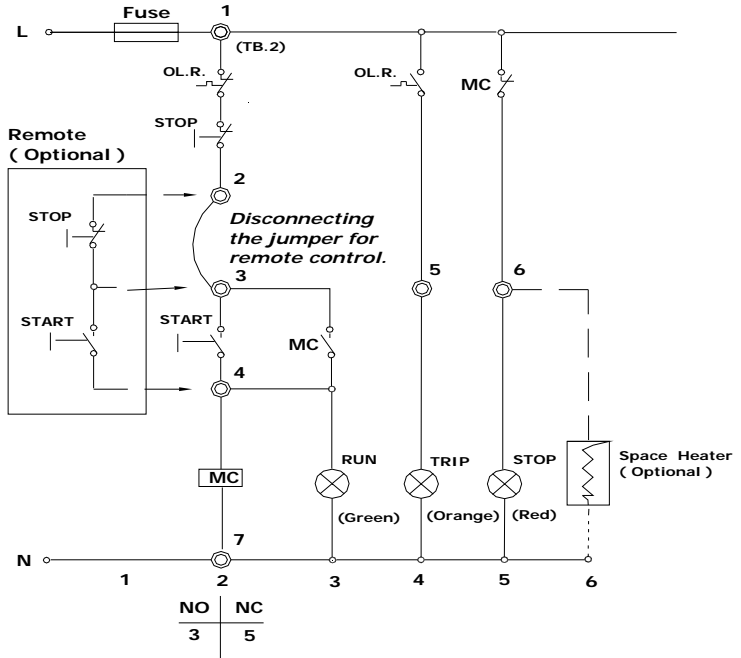 Fuse
1
L
(TB.2)
OL.R.
OL.R.
MC
STOP
Remote
( Optional )
2
STOP
Disconnecting
the jumper for
remote control.
3
5
6
START
START
MC
4
RUN
TRIP
STOP
Space Heater
( Optional )
MC
(Green)
(Orange)
(Red)
7
N
1
2
3
4
5
6
NO
NC
3
5